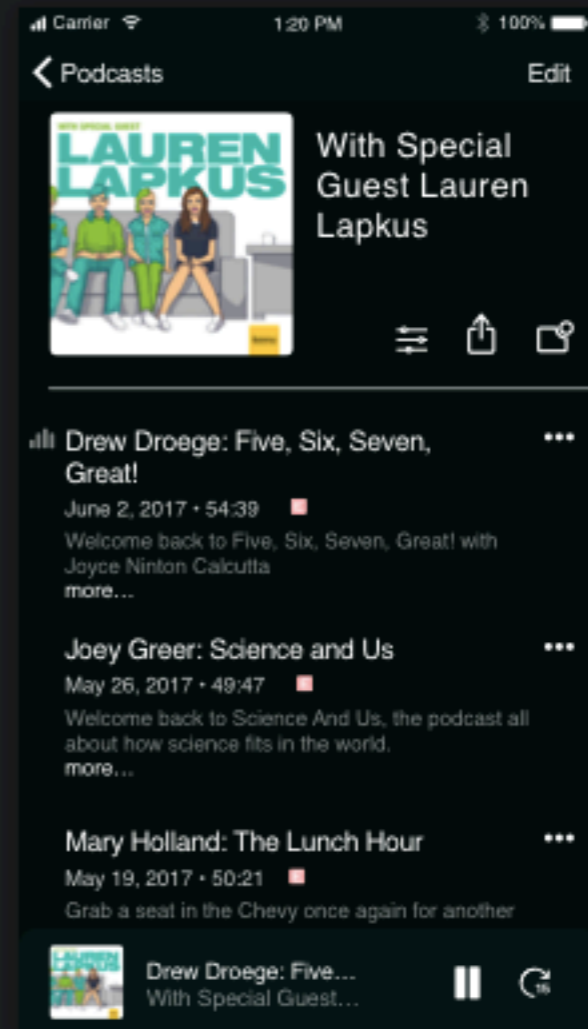 Carrier
1:20 PM
100%
Podcasts
Edit
WITH SPECIAL GUEST
LAUREN
LAPKUS
With Special
Guest Lauren
Lapkus
Drew Droege: Five, Six, Seven,
Great!
June 2, 2017 • 54:39 E
Welcome back to Five, Six, Seven, Great! with
Joyce Ninton Calcutta
more...
Joey Greer: Science and Us
May 26, 2017 • 49:47 E
Welcome back to Science And Us, the podcast all
about how science fits in the world.
more...
Mary Holland: The Lunch Hour
May 19, 2017 • 50:21 E
Grab a seat in the Chevy once again for another
LAUREN
LAPKUS
Drew Droege: Five...
With Special Guest...
15